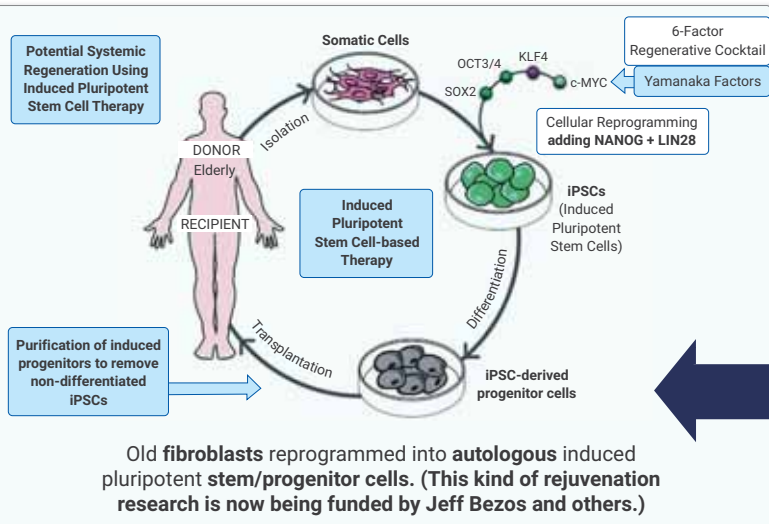 Potential Systemic
Regeneration Using
Induced Pluripotent
Stem Cell Therapy
Somatic Cells
OCT3/4
KLF4
SOX2
c-MYC
6-Factor
Regenerative Cocktail
Yamanaka Factors
Cellular Reprogramming
adding NANOG + LIN28
Isolation
DONOR
Elderly
RECIPIENT
Induced
Pluripotent
Stem Cell-based
Therapy
iPSCs
(Induced
Pluripotent
Stem Cells)
Differentiation
Purification of induced
progenitors to remove
non-differentiated
iPSCs
Transplantation
iPSC-derived
progenitor cells
Old fibroblasts reprogrammed into autologous induced
pluripotent stem/progenitor cells. (This kind of rejuvenation
research is now being funded by Jeff Bezos and others.)